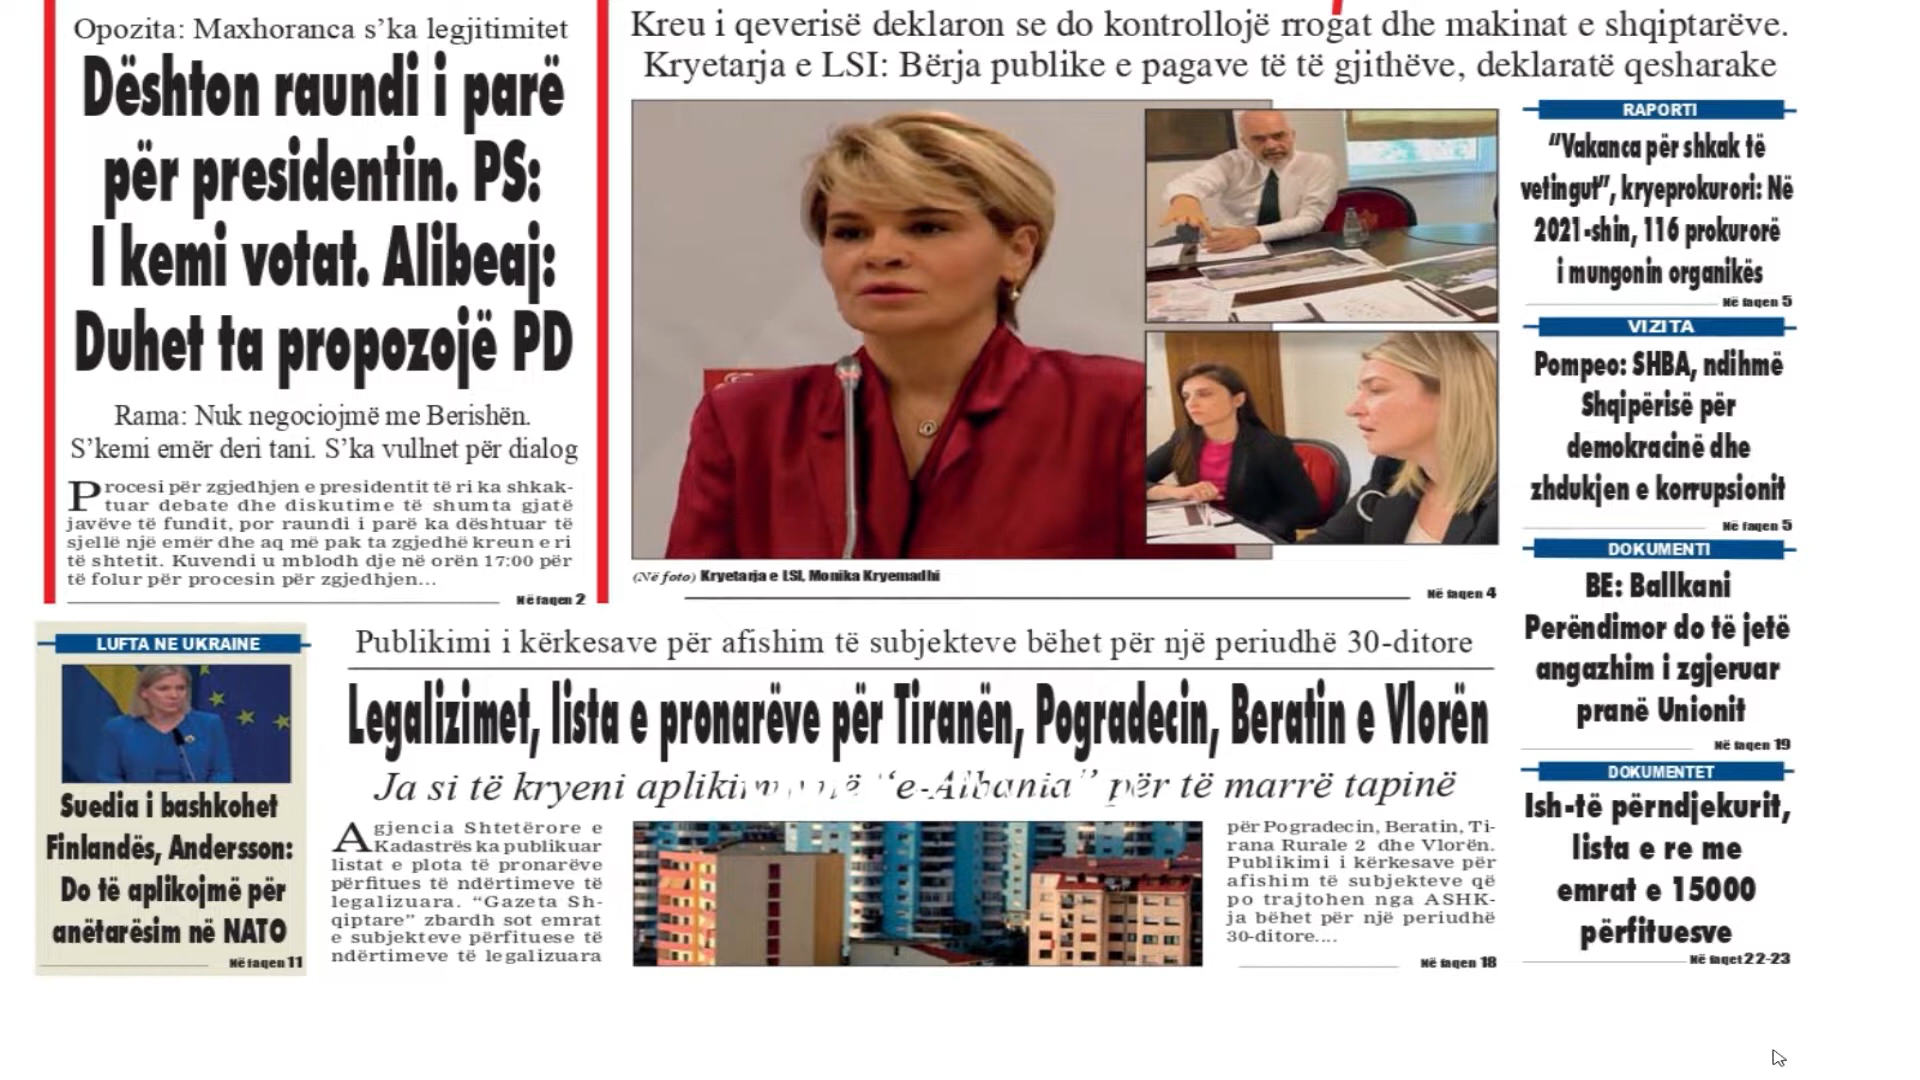 Opozita: Maxhoranca s’ka legjitimitet
Dështon raundi i parë
për presidentin. PS:
I kemi votat. Alibeaj:
Duhet ta propozojë PD
Rama: Nuk negociojmë me Berishën.
S’kemi emër deri tani. S’ka vullnet për dialog
Procesi për zgjedhjen e presidentit të ri ka shkak-
tuar debate dhe diskutime të shumta gjatë
javëve të fundit, por raundi i parë ka dështuar të
sjellë një emër dhe aq më pak ta zgjedhë kreun e ri
të shtetit. Kuvendi u mblodh dje në orën 17:00 për
të folur për procesin për zgjedhjen...
Në faqen 2
Kreu i qeverisë deklaron se do kontrollojë rrogat dhe makinat e shqiptarëve.
Kryetarja e LSI: Bërja publike e pagave të të gjithëve, deklaratë qesharake
(Në foto) Kryetarja e LSI, Monika Kryemadhi
Në faqen 4
RAPORTI
“Vakanca për shkak të
vetingut”, kryeprokurori: Në
2021-shin, 116 prokurorë
i mungonin organikës
Në faqen 5
VIZITA
Pompeo: SHBA, ndihmë
Shqipërisë për
demokracinë dhe
zhdukjen e korrupsionit
Në faqen 5
DOKUMENTI
BE: Ballkani
Perëndimor do të jetë
angazhim i zgjeruar
pranë Unionit
Në faqen 19
DOKUMENTET
Ish-të përndjekurit,
lista e re me
emrat e 15000
përfituesve
Në faqet 22-23
LUFTA NE UKRAINE
Suedia i bashkohet
Finlandës, Andersson:
Do të aplikojmë për
anëtarësim në NATO
Në faqen 11
Publikimi i kërkesave për afishim të subjekteve bëhet për një periudhë 30-ditore
Legalizimet, lista e pronarëve për Tiranën, Pogradecin, Beratin e Vlorën
Ja si të kryeni në “e-Albania” për të marrë tapinë
Agjencia Shtetërore e
Kadastrës ka publikuar
listat e plota të pronarëve
përfitues të ndërtimeve të
legalizuara. “Gazeta Sh-
qiptare” zbardh sot emrat
e subjekteve përfituese të
ndërtimeve të legalizuara
për Pogradecin, Beratin, Ti-
rana Rurale 2 dhe Vlorën.
Publikimi i kërkesave për
afishim të subjekteve që
po trajtohen nga ASHK-
ja bëhet për një periudhë
30-ditore....
Në faqen 18